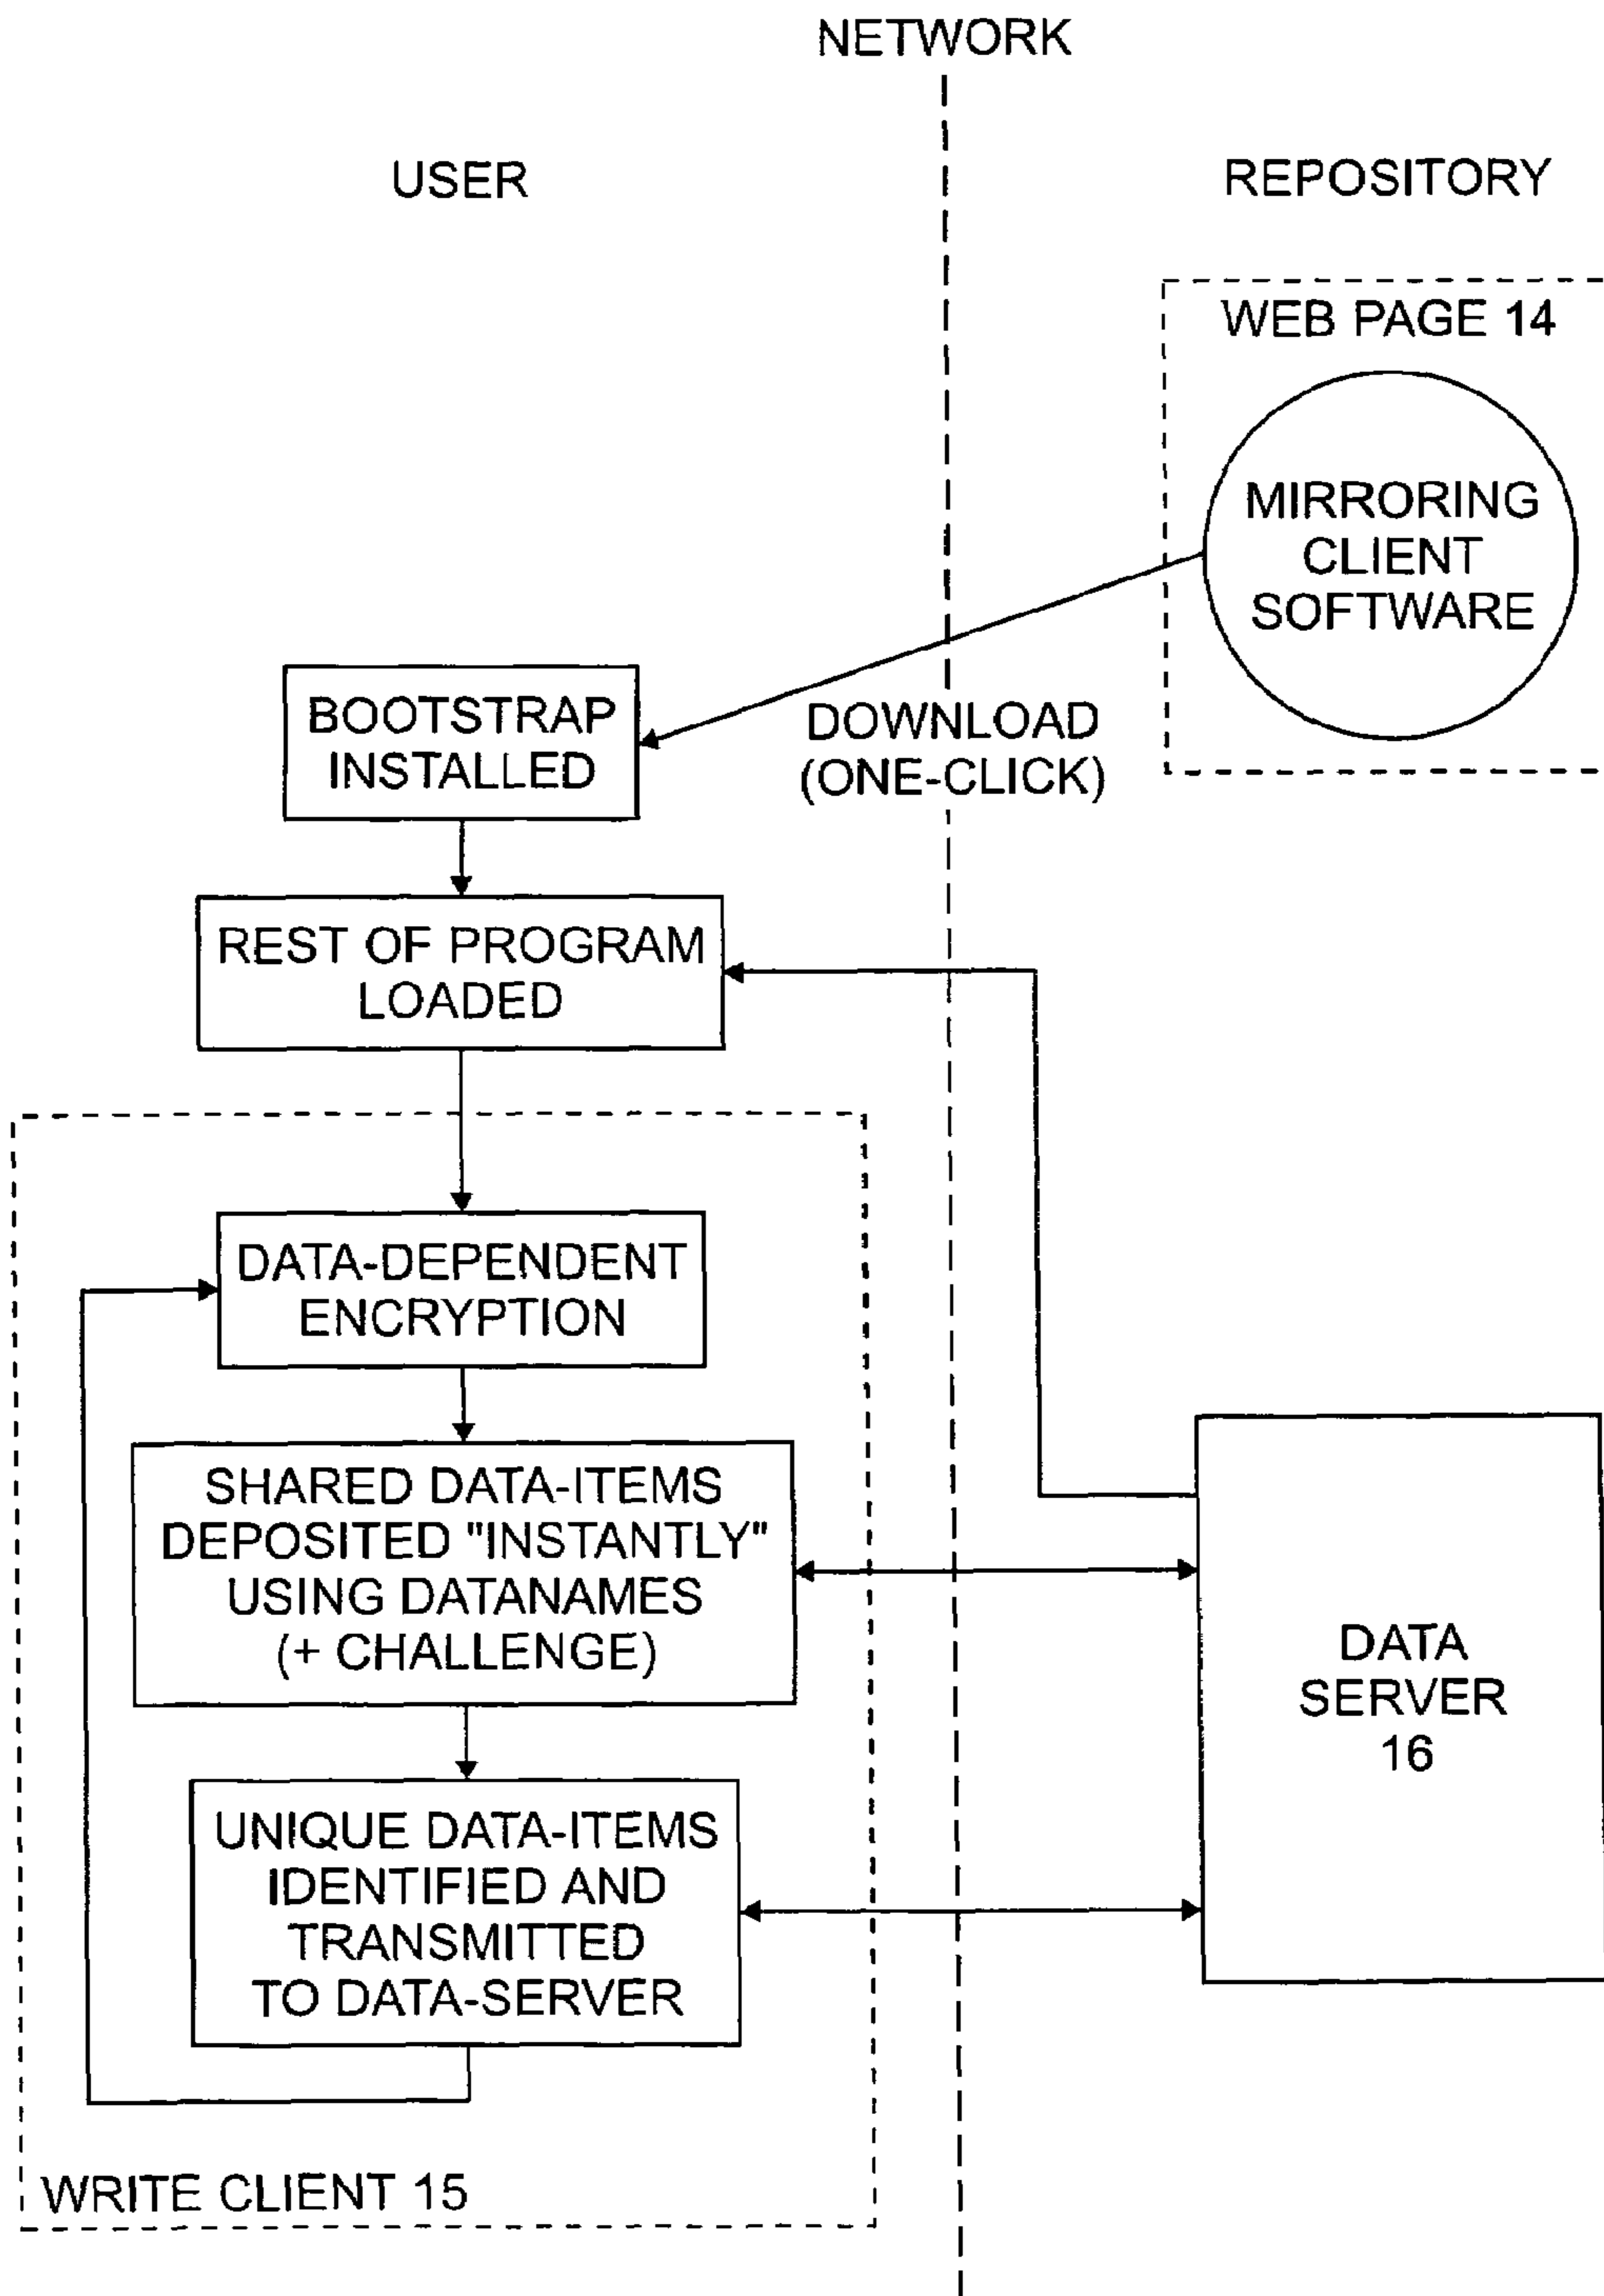 NETWORK
USER
REPOSITORY
WEB PAGE 14
MIRRORING
CLIENT
SOFTWARE
BOOTSTRAP
INSTALLED
DOWNLOAD
(ONE-CLICK)
REST OF PROGRAM
LOADED
DATA-DEPENDENT
ENCRYPTION
SHARED DATA-ITEMS
DEPOSITED "INSTANTLY"
USING DATANAMES
(+ CHALLENGE)
DATA
SERVER
16
UNIQUE DATA-ITEMS
IDENTIFIED AND
TRANSMITTED
TO DATA-SERVER
WRITE CLIENT 15